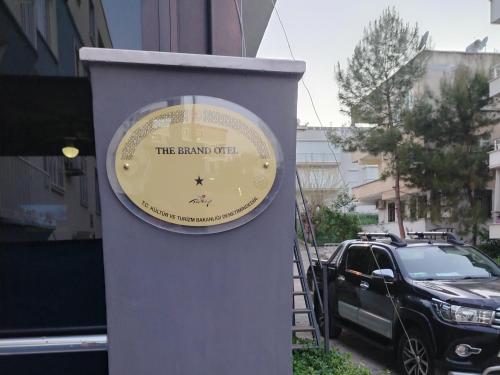 THE BRAND OTEL
T.C. KÜLTÜR VE TURİZM BAKANLIĞI DENETİMİNDEDİR